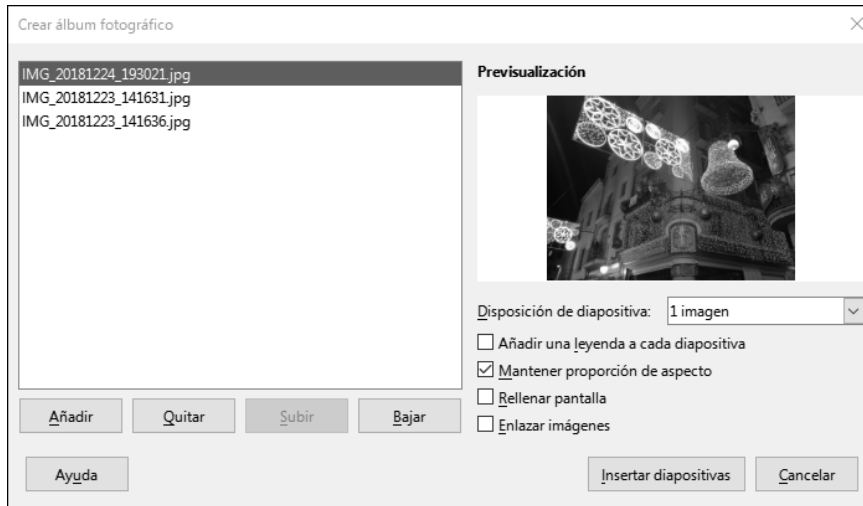 Crear álbum fotográfico
IMG_20181224_193021.jpg
IMG_20181223_141631.jpg
IMG_20181223_141636.jpg
Previsualización
Disposición de diapositiva: 1 imagen
Añadir una leyenda a cada diapositiva
Mantener proporción de aspecto
Rellenar pantalla
Enlazar imágenes
Añadir Quitar Subir Bajar
Ayuda Insertar diapositivas Cancelar